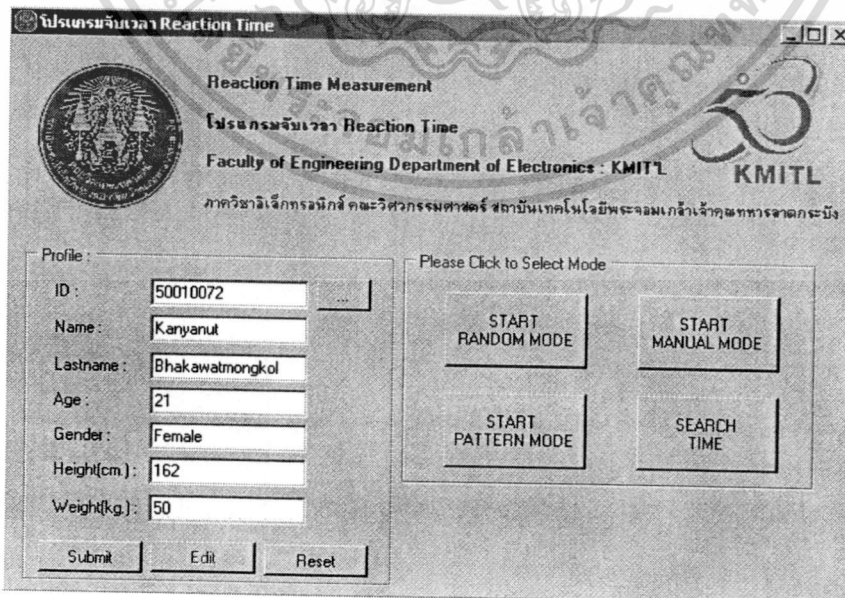 โปรแกรมจับเวลา Reaction Time
Reaction Time Measurement
โปรแกรมจับเวลา Reaction Time
Faculty of Engineering Department of Electronics : KMITL
KMITL
ภาควิชาอิเล็กทรอนิกส์ คณะวิศวกรรมศาสตร์ สถาบันเทคโนโลยีพระจอมเกล้าเจ้าคุณทหารลาดกระบัง
Profile :
ID : 50010072 ...
Name : Kanyanut
Lastname : Bhakawatmongkol
Age : 21
Gender : Female
Height(cm.) : 162
Weight(kg.) : 50
Submit Edit Reset
Please Click to Select Mode
START
RANDOM MODE
START
MANUAL MODE
START
PATTERN MODE
SEARCH
TIME